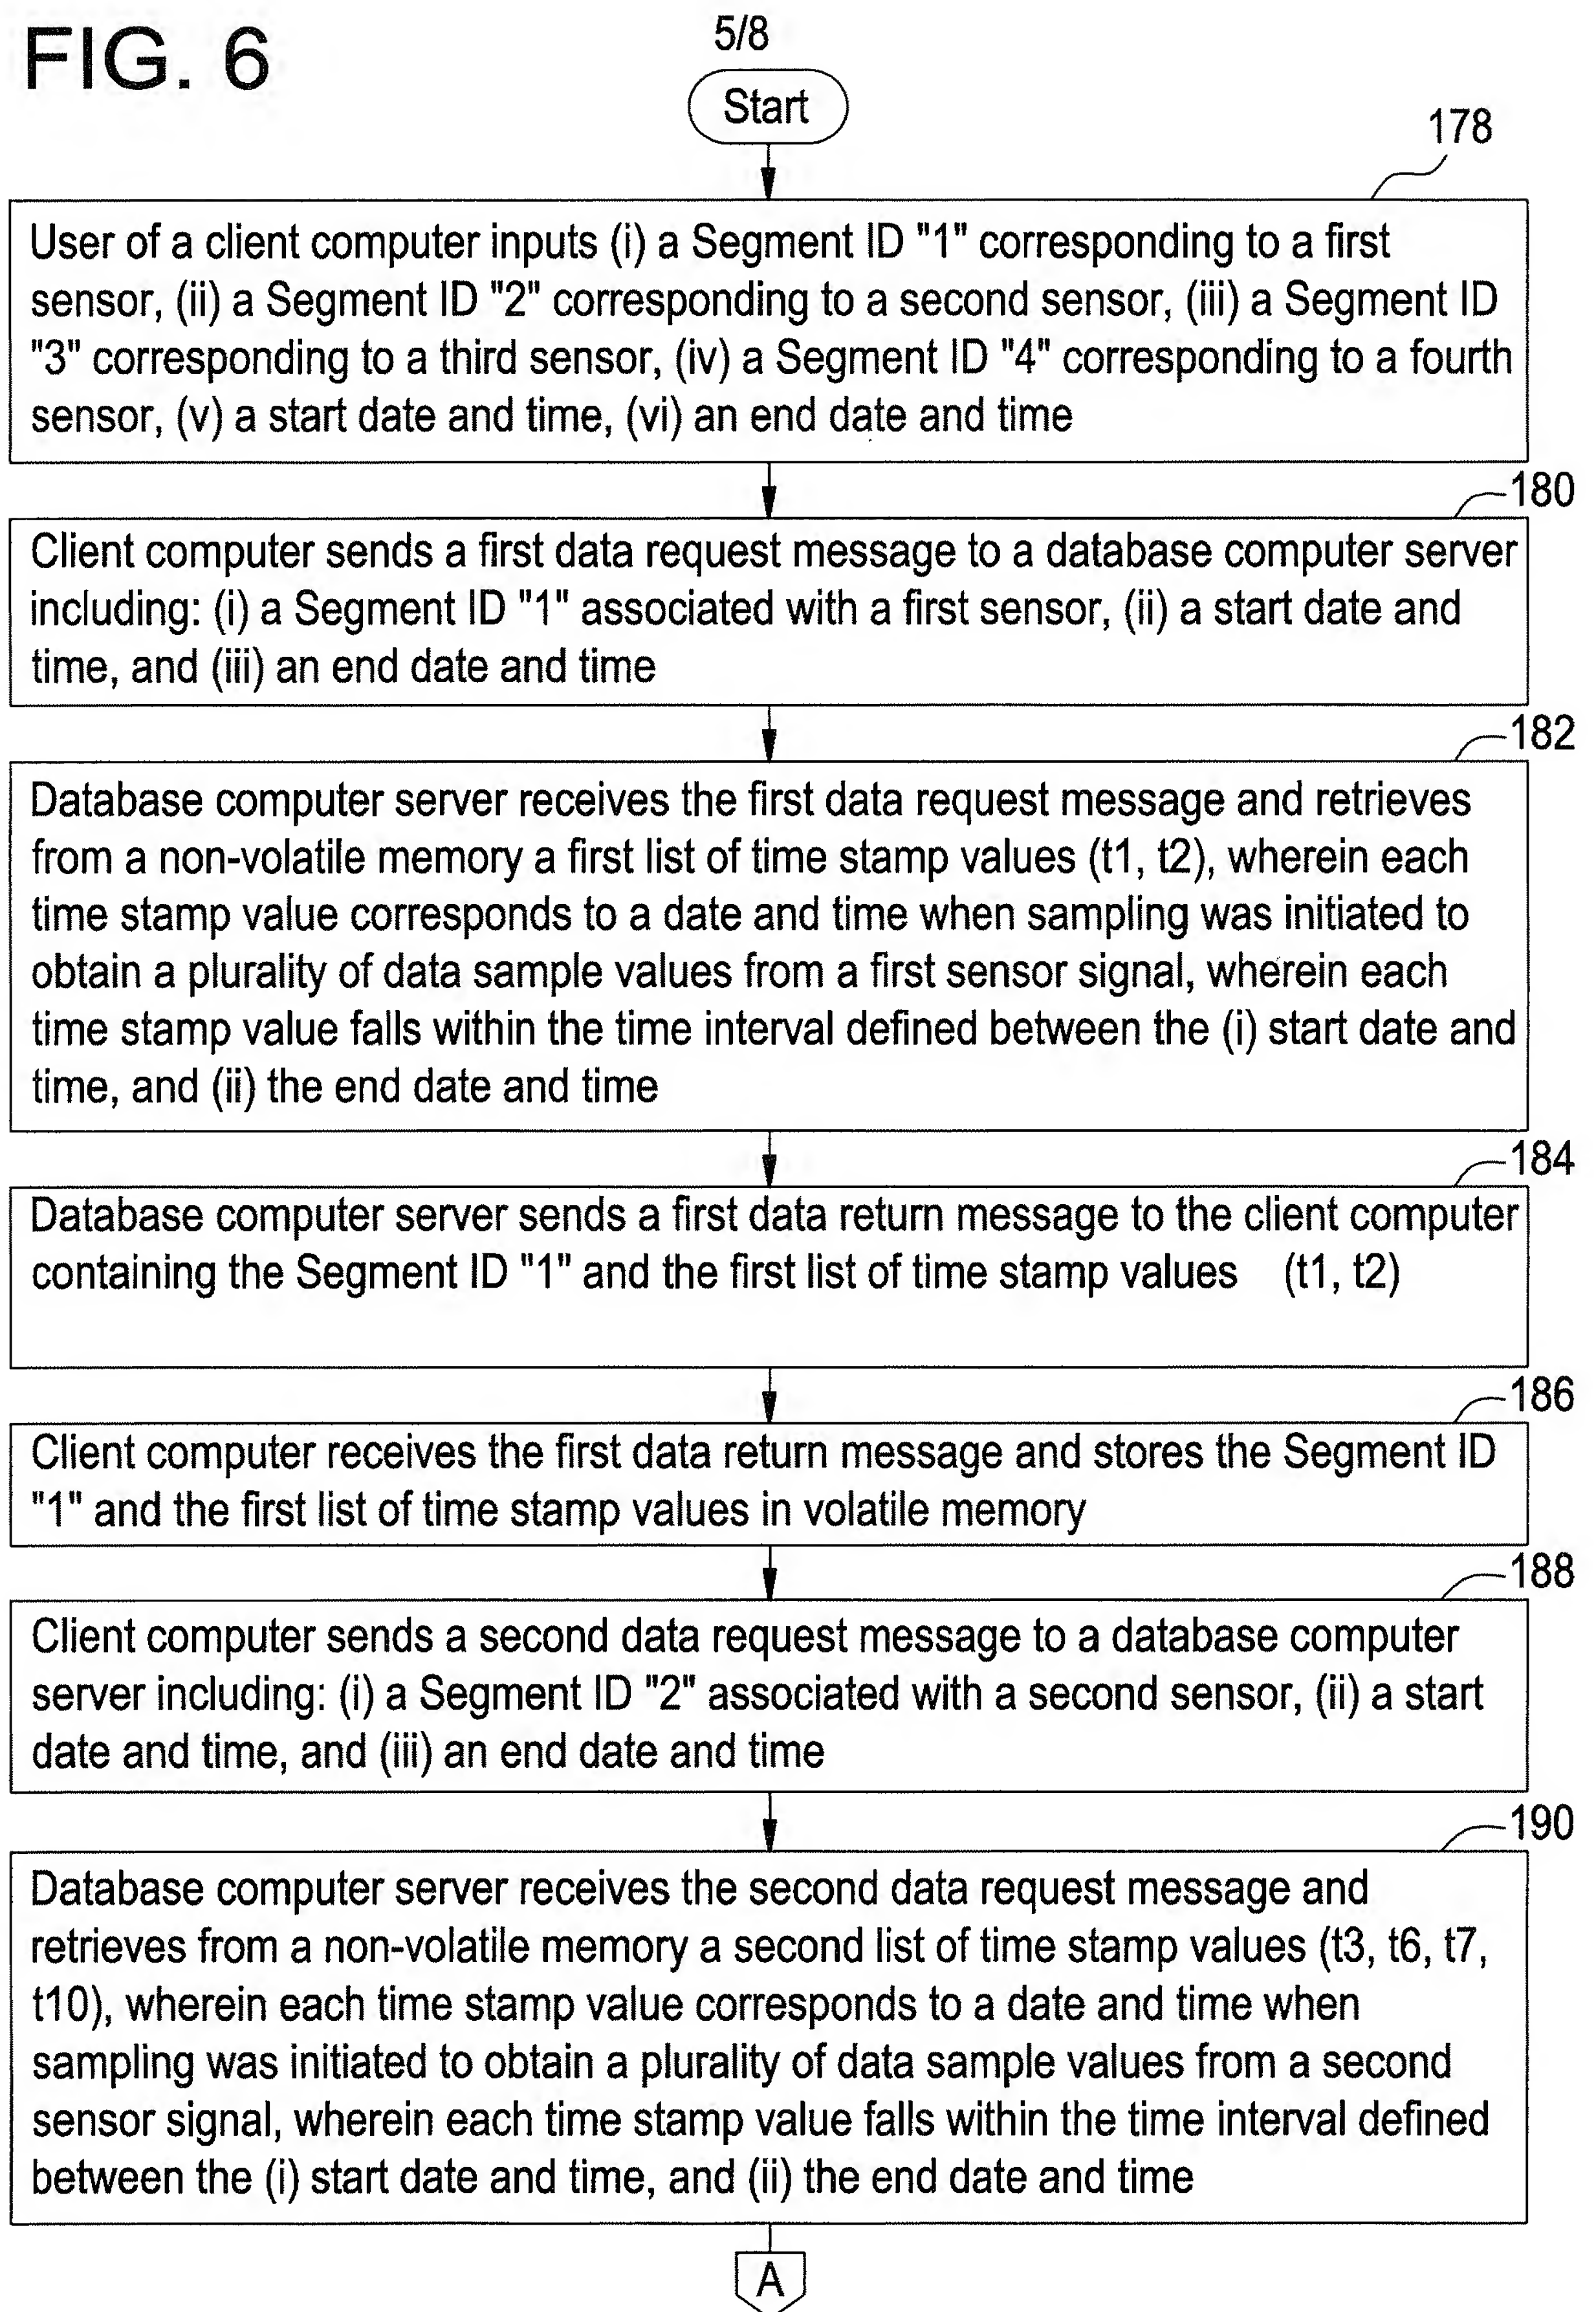 FIG. 6
5/8
Start
178
User of a client computer inputs (i) a Segment ID "1" corresponding to a first
sensor, (ii) a Segment ID "2" corresponding to a second sensor, (iii) a Segment ID
"3" corresponding to a third sensor, (iv) a Segment ID "4" corresponding to a fourth
sensor, (v) a start date and time, (vi) an end date and time
180
Client computer sends a first data request message to a database computer server
including: (i) a Segment ID "1" associated with a first sensor, (ii) a start date and
time, and (iii) an end date and time
182
Database computer server receives the first data request message and retrieves
from a non-volatile memory a first list of time stamp values (t1, t2), wherein each
time stamp value corresponds to a date and time when sampling was initiated to
obtain a plurality of data sample values from a first sensor signal, wherein each
time stamp value falls within the time interval defined between the (i) start date and
time, and (ii) the end date and time
184
Database computer server sends a first data return message to the client computer
containing the Segment ID "1" and the first list of time stamp values (t1, t2)
186
Client computer receives the first data return message and stores the Segment ID
"1" and the first list of time stamp values in volatile memory
188
Client computer sends a second data request message to a database computer
server including: (i) a Segment ID "2" associated with a second sensor, (ii) a start
date and time, and (iii) an end date and time
190
Database computer server receives the second data request message and
retrieves from a non-volatile memory a second list of time stamp values (t3, t6, t7,
t10), wherein each time stamp value corresponds to a date and time when
sampling was initiated to obtain a plurality of data sample values from a second
sensor signal, wherein each time stamp value falls within the time interval defined
between the (i) start date and time, and (ii) the end date and time
A